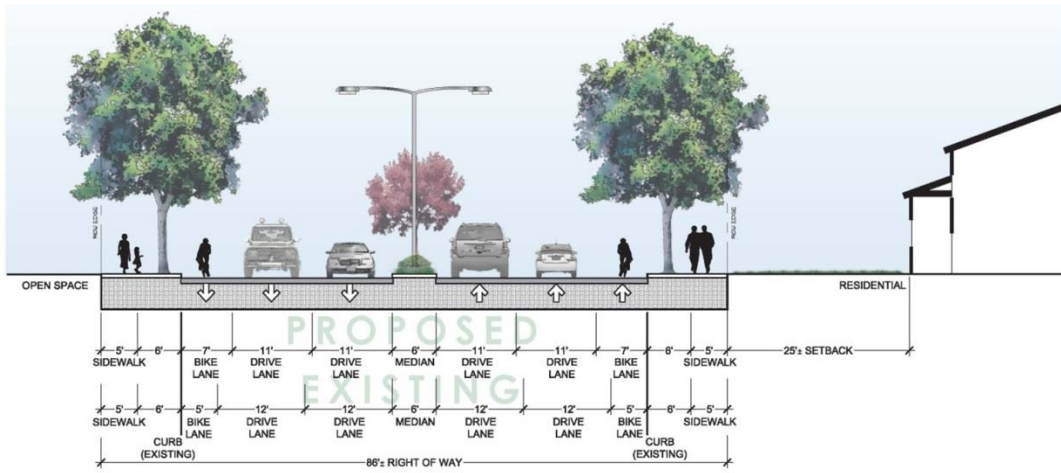 ROW EDGE
ROW EDGE
OPEN SPACE
RESIDENTIAL
PROPOSED
5' 6' 7' 11' 11' 6' 11' 11' 7' 6' 5' 25'± SETBACK
SIDEWALK BIKE LANE DRIVE LANE DRIVE LANE MEDIAN DRIVE LANE DRIVE LANE BIKE LANE SIDEWALK
EXISTING
5' 6' 5' 12' 12' 6' 12' 12' 5' 6' 5'
SIDEWALK BIKE LANE DRIVE LANE DRIVE LANE MEDIAN DRIVE LANE DRIVE LANE BIKE LANE SIDEWALK
CURB (EXISTING) CURB (EXISTING)
86'± RIGHT OF WAY